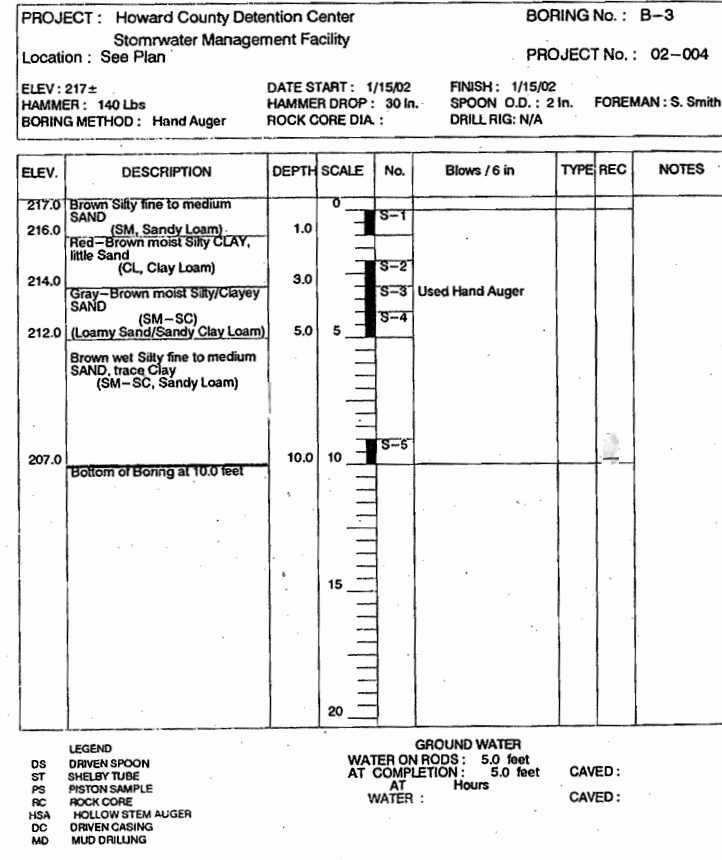 PROJECT : Howard County Detention Center BORING No. : B-3
Stomrwater Management Facility
Location : See Plan PROJECT No. : 02-004
ELEV : 217± DATE START : 1/15/02 FINISH : 1/15/02
HAMMER : 140 Lbs HAMMER DROP : 30 In. SPOON O.D. : 2 In. FOREMAN : S. Smith
BORING METHOD : Hand Auger ROCK CORE DIA. : DRILL RIG: N/A
ELEV. DESCRIPTION DEPTH SCALE No. Blows / 6 in TYPE REC NOTES
217.0 Brown Silty fine to medium 0
SAND S-1
216.0 (SM, Sandy Loam) 1.0
Red-Brown moist Silty CLAY,
little Sand
(CL, Clay Loam) S-2
214.0 3.0
Gray-Brown moist Silty/Clayey S-3 Used Hand Auger
SAND
(SM-SC) S-4
212.0 (Loamy Sand/Sandy Clay Loam) 5.0 5
Brown wet Silty fine to medium
SAND, trace Clay
(SM-SC, Sandy Loam)
S-5
207.0 10.0 10
Bottom of Boring at 10.0 feet
15
20
LEGEND GROUND WATER
DS DRIVEN SPOON WATER ON RODS : 5.0 feet
ST SHELBY TUBE AT COMPLETION : 5.0 feet CAVED :
PS PISTON SAMPLE AT Hours
RC ROCK CORE WATER : CAVED :
HSA HOLLOW STEM AUGER
DC DRIVEN CASING
MD MUD DRILLING